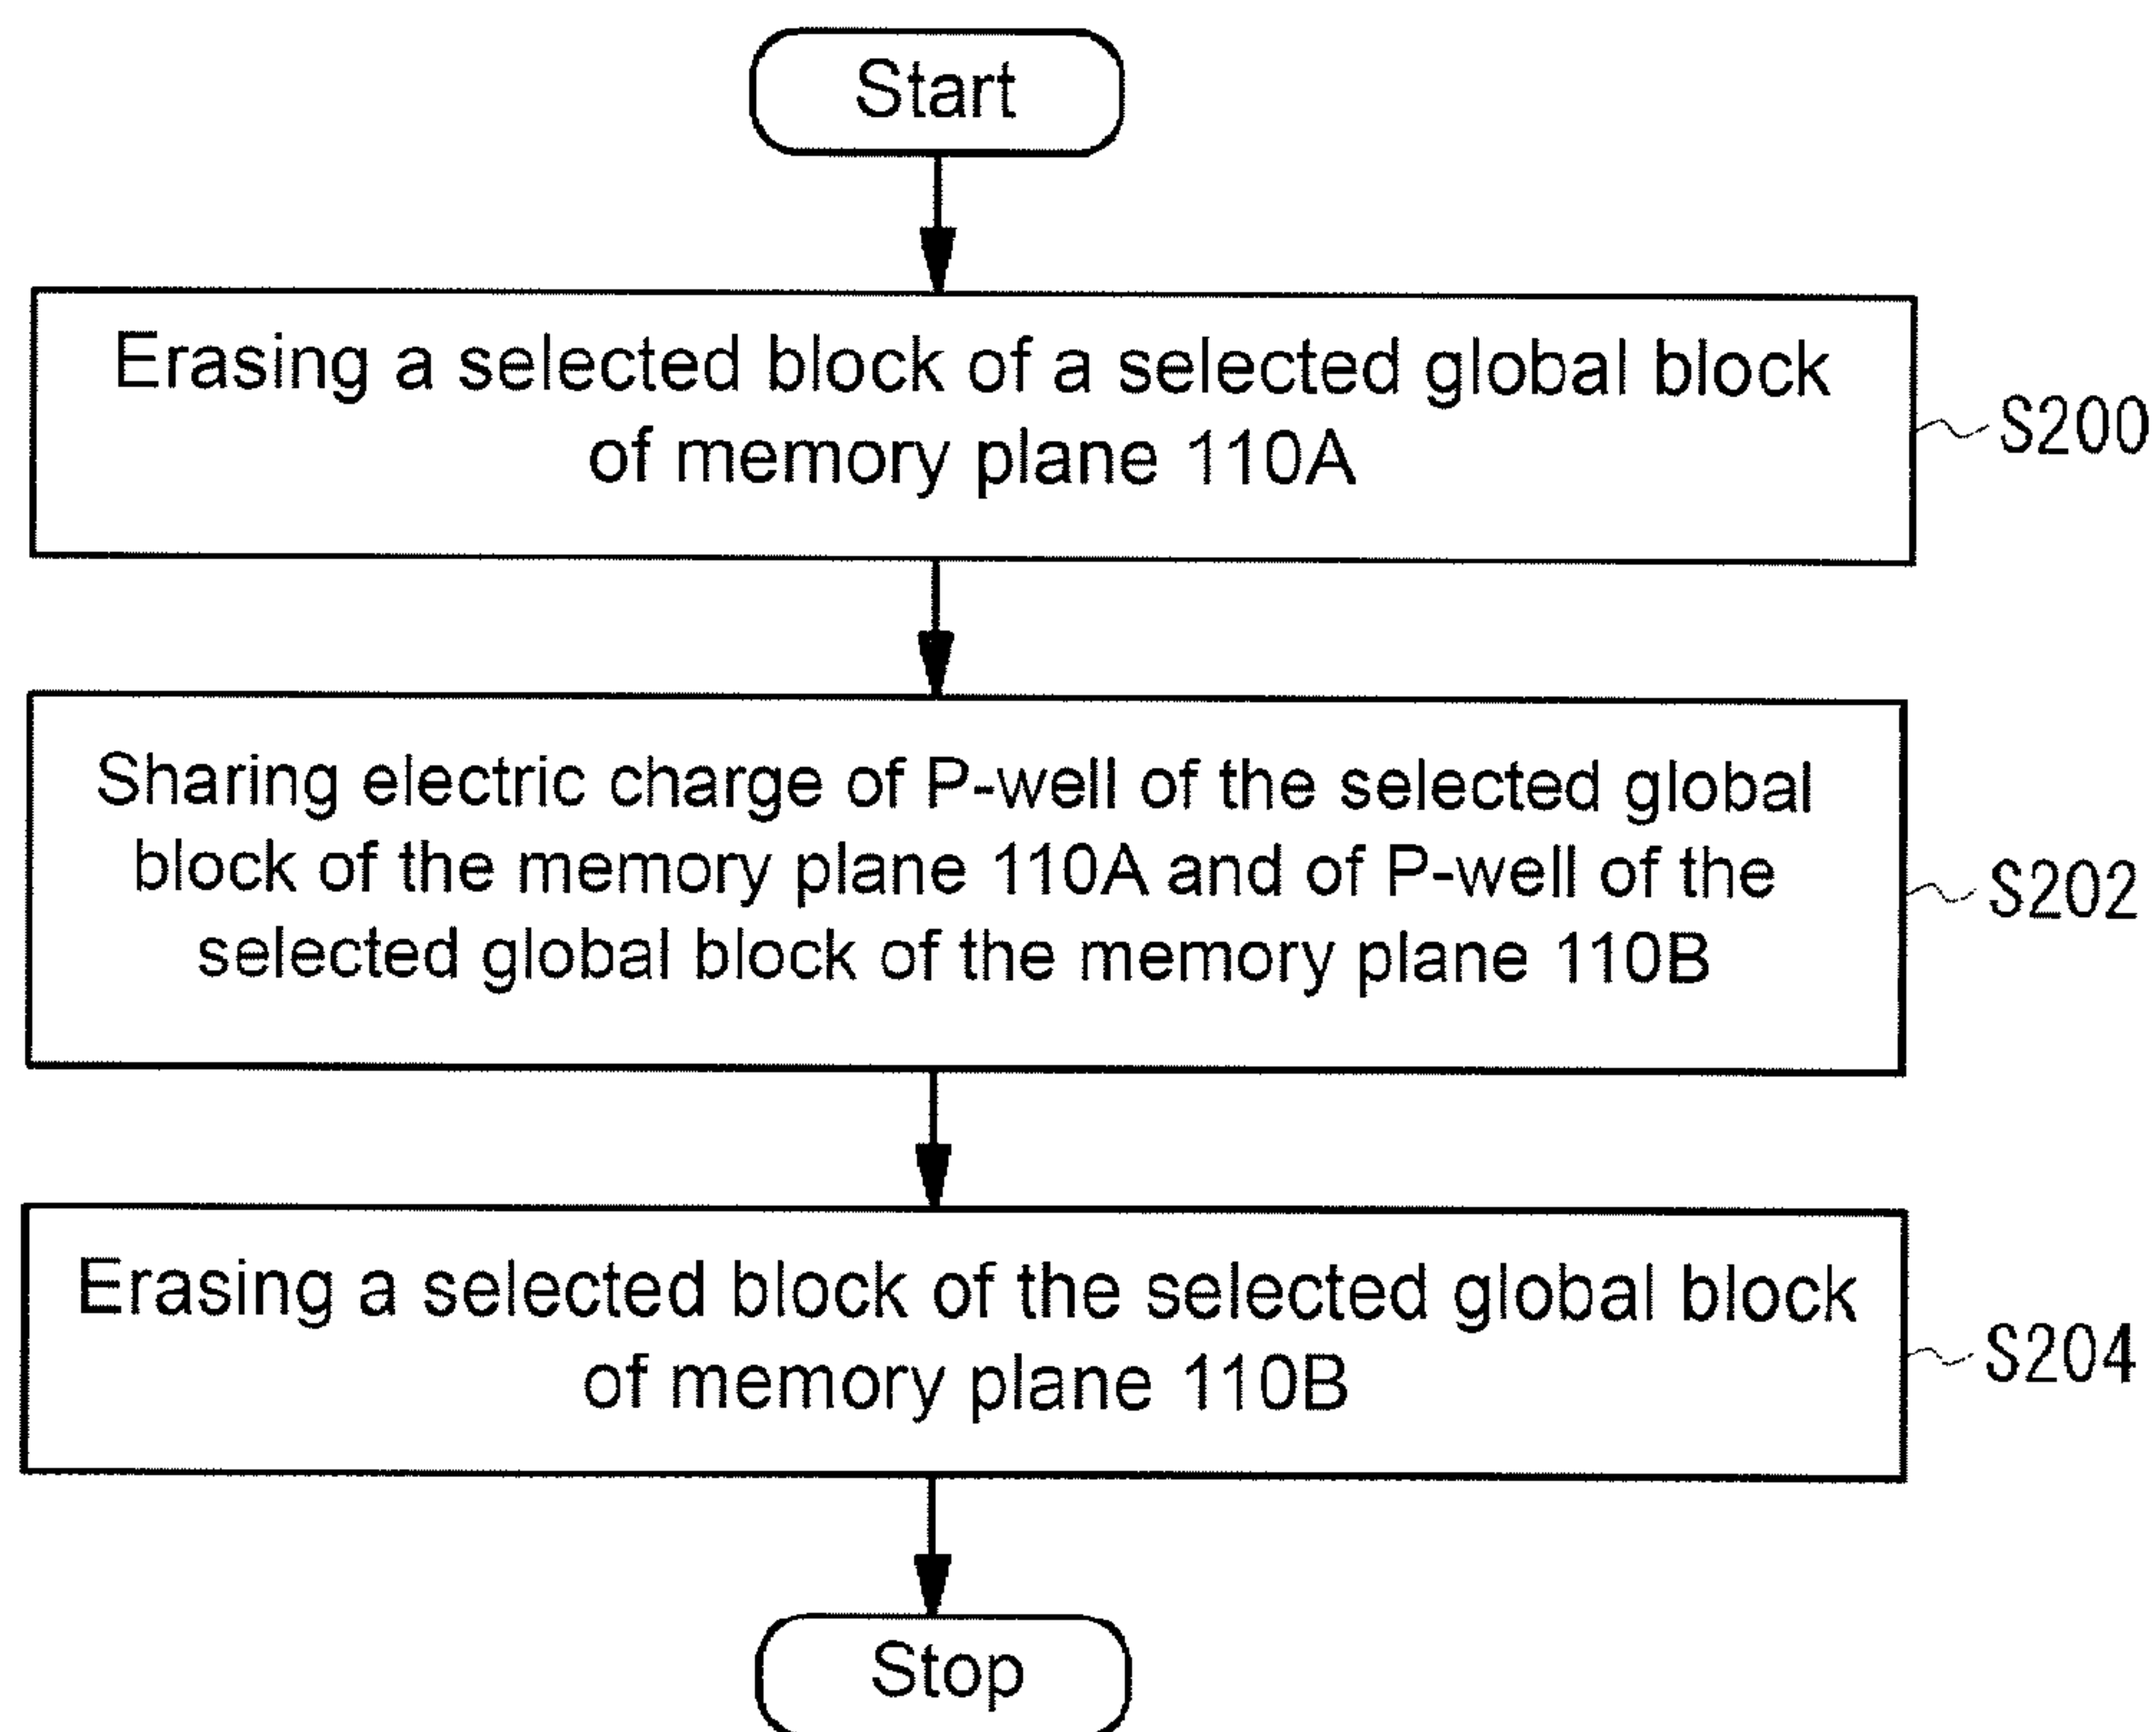 Start
Erasing a selected block of a selected global block
of memory plane 110A
S200
Sharing electric charge of P-well of the selected global
block of the memory plane 110A and of P-well of the
selected global block of the memory plane 110B
S202
Erasing a selected block of the selected global block
of memory plane 110B
S204
Stop